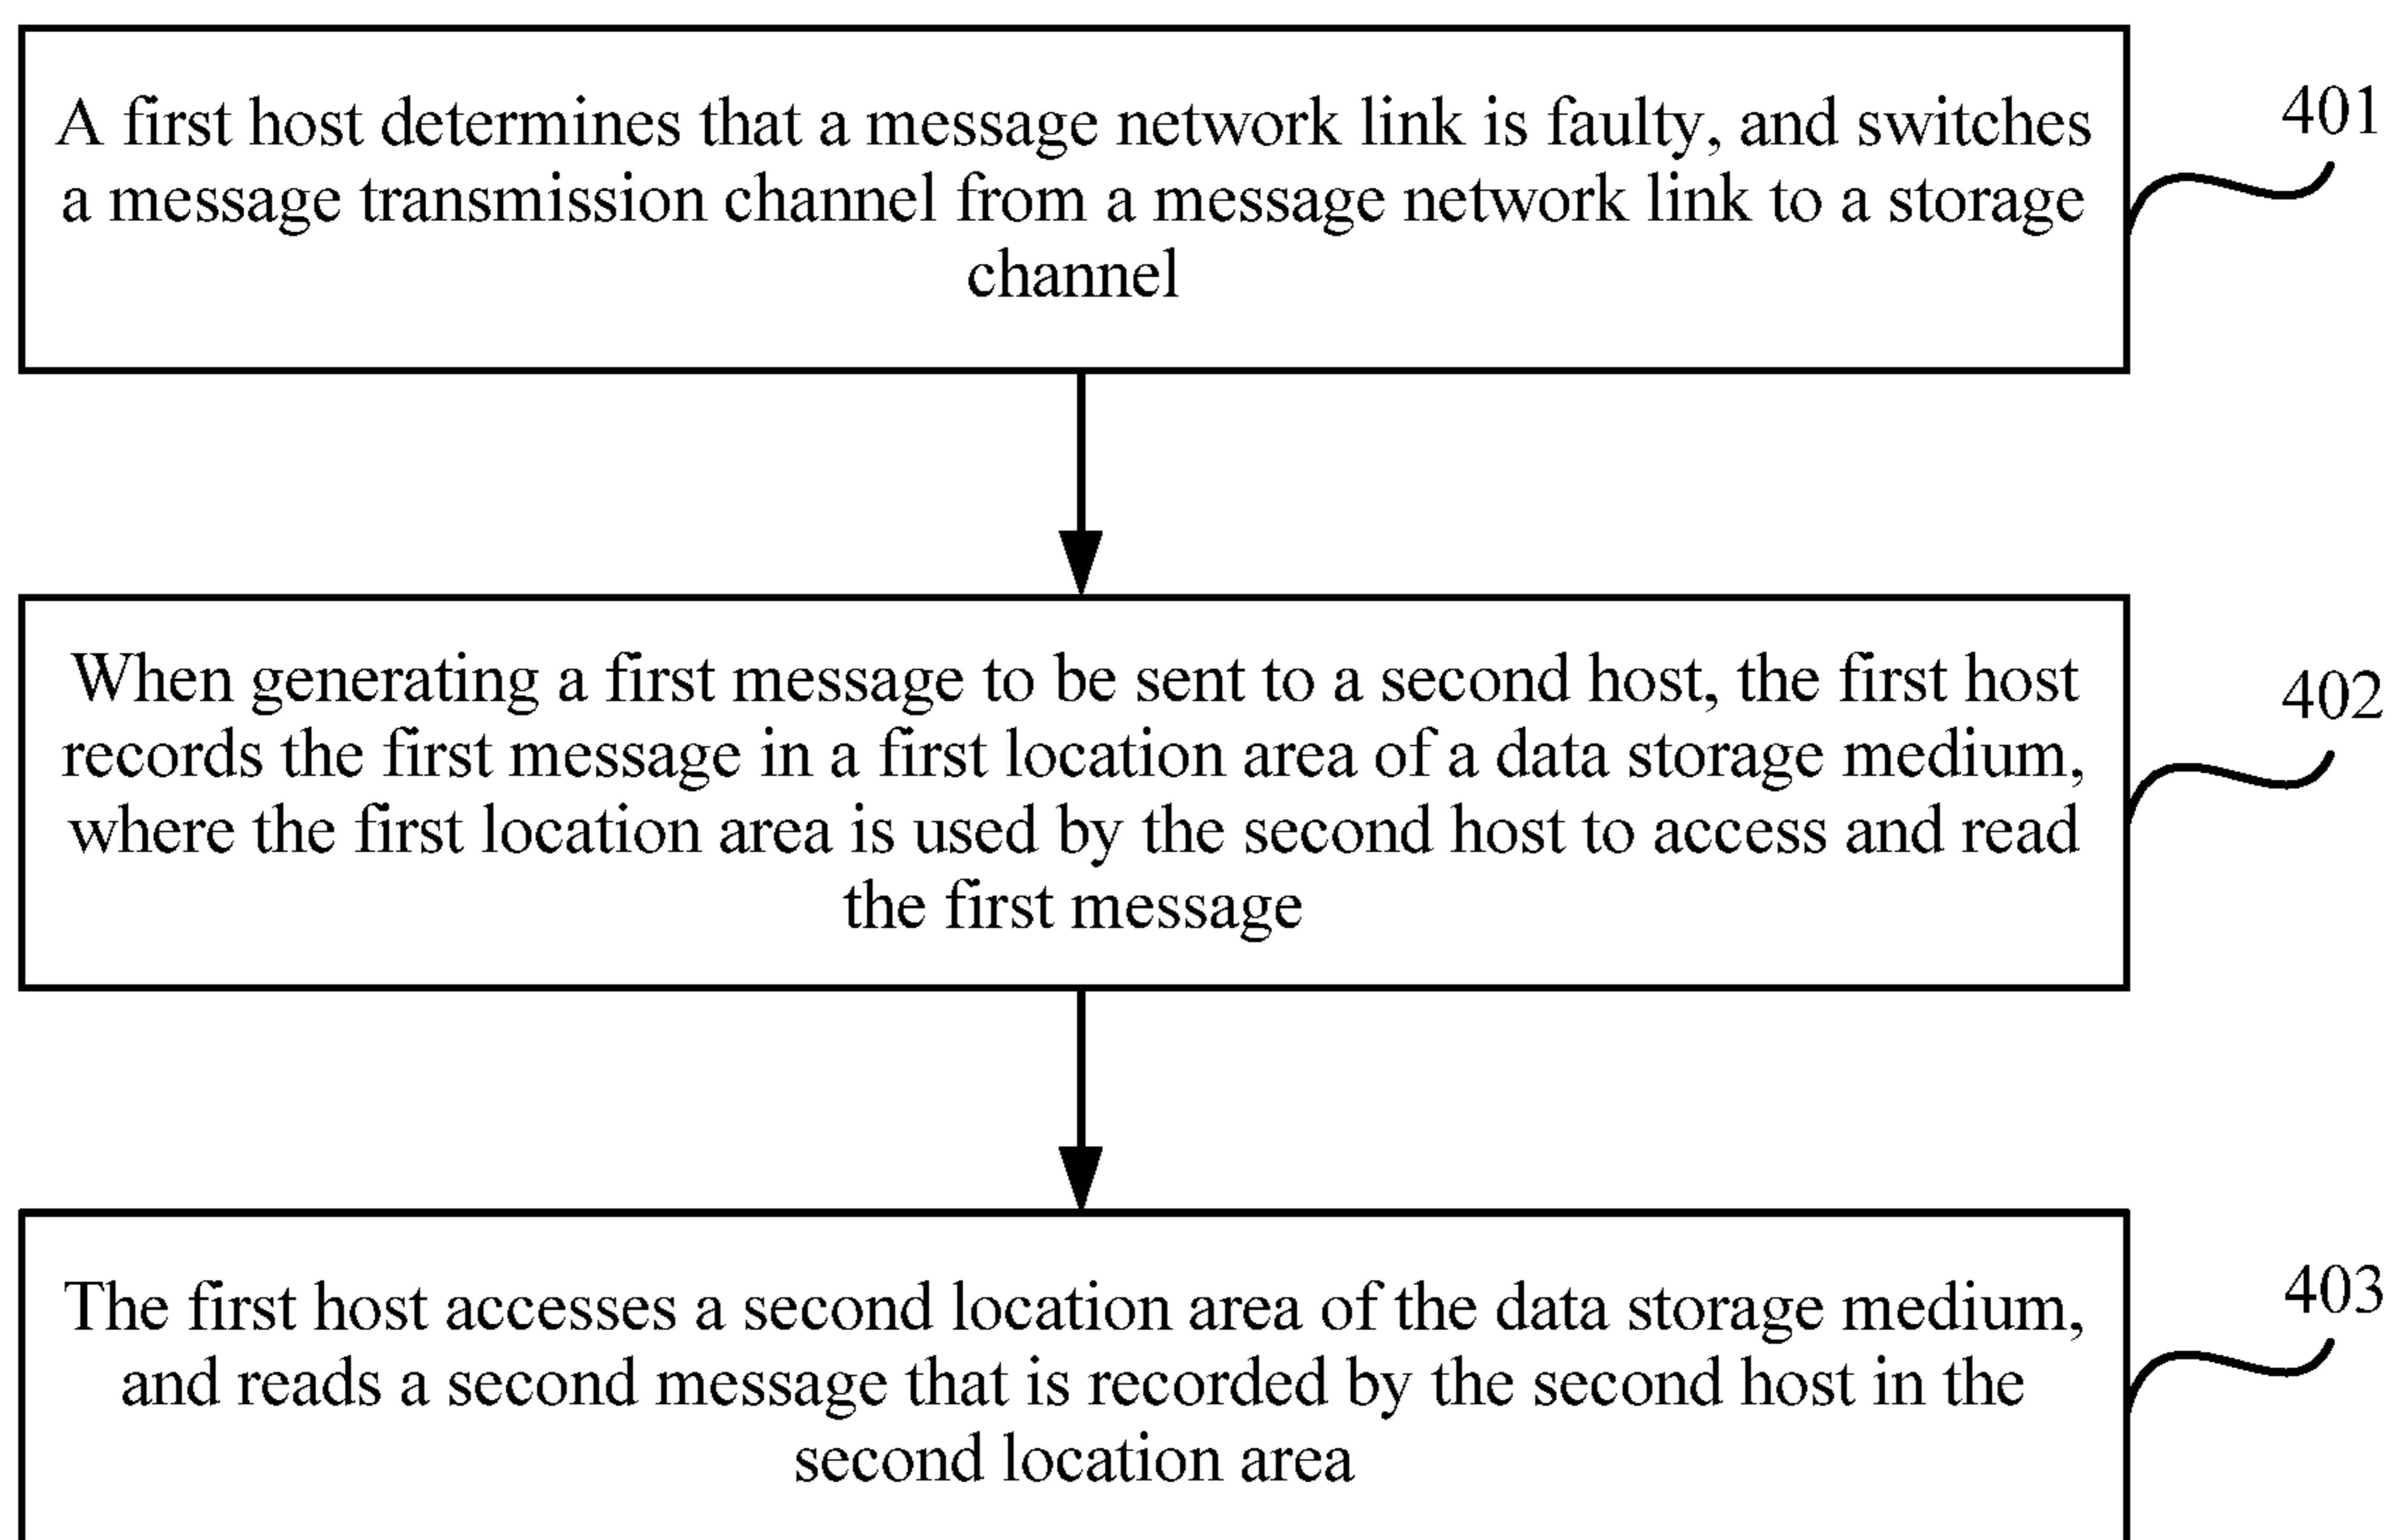 A first host determines that a message network link is faulty, and switches
a message transmission channel from a message network link to a storage
channel
401
When generating a first message to be sent to a second host, the first host
records the first message in a first location area of a data storage medium,
where the first location area is used by the second host to access and read
the first message
402
The first host accesses a second location area of the data storage medium,
and reads a second message that is recorded by the second host in the
second location area
403